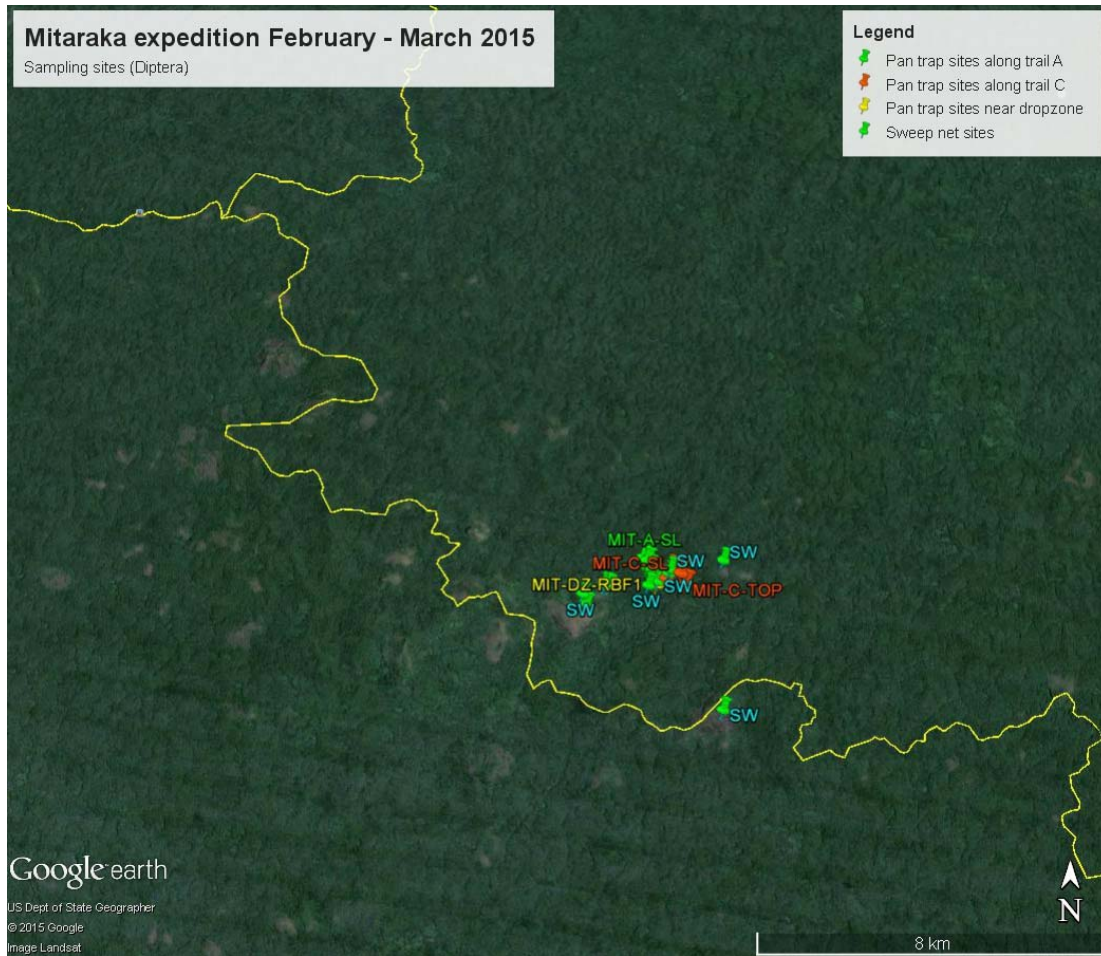 Mitaraka expedition February - March 2015
Sampling sites (Diptera)
Legend
Pan trap sites along trail A
Pan trap sites along trail C
Pan trap sites near dropzone
Sweep net sites
MIT-A-SL
SW
MIT-C-SL
SW
MIT-DZ-RBF1
SW
MIT-C-TOP
SW
SW
SW
Google earth
US Dept of State Geographer
© 2015 Google
Image Landsat
N
8 km